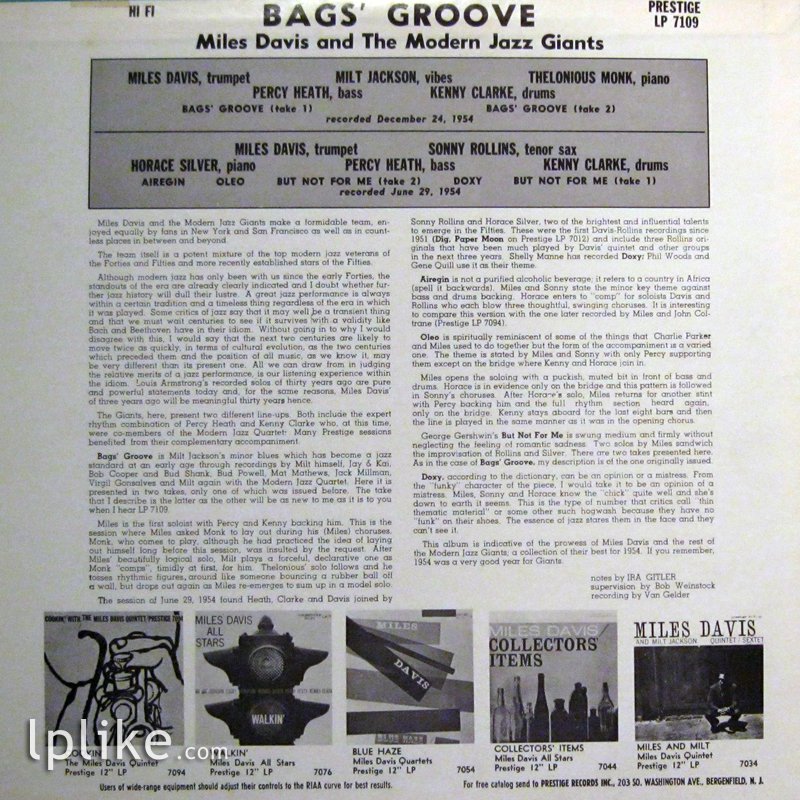 HI FI
BAGS' GROOVE
PRESTIGE
LP 7109
Miles Davis and The Modern Jazz Giants
MILES DAVIS, trumpet MILT JACKSON, vibes THELONIOUS MONK, piano
PERCY HEATH, bass KENNY CLARKE, drums
BAGS' GROOVE (take 1) BAGS' GROOVE (take 2)
recorded December 24, 1954
MILES DAVIS, trumpet SONNY ROLLINS, tenor sax
HORACE SILVER, piano PERCY HEATH, bass KENNY CLARKE, drums
AIREGIN OLEO BUT NOT FOR ME (take 2) DOXY BUT NOT FOR ME (take 1)
recorded June 29, 1954
Miles Davis and the Modern Jazz Giants make a formidable team, en-
joyed equally by fans in New York and San Francisco as well as in count-
less places in between and beyond.
The team itself is a potent mixture of the top modern jazz veterans of
the Forties and Fifties and more recently established stars of the Fifties.
Although modern jazz has only been with us since the early Forties, the
standouts of the era are already clearly indicated and I doubt whether fur-
ther jazz history will dull their lustre. A great jazz performance is always
within a certain tradition and a timeless thing regardless of the era in which
it was played. Some critics of jazz say that it may well be a transient thing
and that we must wait centuries to see if it survives with a validity like
Bach and Beethoven have in their idiom. Without going in to why I would
disagree with this, I would say that the next two centuries are likely to
move twice as quickly, in terms of cultural evolution, as the two centuries
which preceded them and the position of all music, as we know it, may
be very different than its present one. All we can draw from in judging
the relative merits of a jazz performance, is our listening experience within
the idiom. Louis Armstrong's recorded solos of thirty years ago are pure
and powerful statements today and, for the same reasons, Miles Davis'
of three years ago will be meaningful thirty years hence.
The Giants, here, present two different line-ups. Both include the expert
rhythm combination of Percy Heath and Kenny Clarke who, at this time,
were co-members of the Modern Jazz Quartet. Many Prestige sessions
benefited from their complementary accompaniment.
Bags' Groove is Milt Jackson's minor blues which has become a jazz
standard at an early age through recordings by Milt himself, Jay & Kai,
Bob Cooper and Bud Shank, Bud Powell, Mat Mathews, Jack Millman,
Virgil Gonsalves and Milt again with the Modern Jazz Quartet. Here it is
presented in two takes, only one of which was issued before. The take
that I describe is the latter as the other will be as new to me as it is to you
when I hear LP 7109.
Miles is the first soloist with Percy and Kenny backing him. This is the
session where Miles asked Monk to lay out during his (Miles) choruses.
Monk, who comes to play, although he had practiced the idea of laying
out himself long before this session, was insulted by the request. After
Miles' beautifully logical solo, Milt plays a forceful, declarative one as
Monk "comps", timidly at first, for him. Thelonious' solo follows and he
tosses rhythmic figures, around like someone bouncing a rubber ball off
a wall, but drops out again as Miles re-emerges to sum up in a model solo.
The session of June 29, 1954 found Heath, Clarke and Davis joined by
Sonny Rollins and Horace Silver, two of the brightest and influential talents
to emerge in the Fifties. These were the first Davis-Rollins recordings since
1951 (Dig, Paper Moon on Prestige LP 7012) and include three Rollins ori-
ginals that have been much played by Davis' quintet and other groups
in the next three years. Shelly Manne has recorded Doxy; Phil Woods and
Gene Quill use it as their theme.
Airegin is not a purified alcoholic beverage; it refers to a country in Africa
(spell it backwards). Miles and Sonny state the minor key theme against
bass and drums backing. Horace enters to "comp" for soloists Davis and
Rollins who each blow three thoughtful, swinging choruses. It is interesting
to compare this version with the one later recorded by Miles and John Col-
trane (Prestige LP 7094).
Oleo is spiritually reminiscent of some of the things that Charlie Parker
and Miles used to do together but the form of the accompaniment is a varied
one. The theme is stated by Miles and Sonny with only Percy supporting
them except on the bridge where Kenny and Horace join in.
Miles opens the soloing with a puckish, muted bit in front of bass and
drums. Horace is in evidence only on the bridge and this pattern is followed
in Sonny's choruses. After Horace's solo, Miles returns for another stint
with Percy backing him and the full rhythm section heard again,
only on the bridge. Kenny stays aboard for the last eight bars and then
the line is played in the same manner as it was in the opening chorus.
George Gershwin's But Not For Me is swung medium and firmly without
neglecting the feeling of romantic sadness. Two solos by Miles sandwich
the improvisation of Rollins and Silver. There are two takes presented here.
As in the case of Bags' Groove, my description is of the one originally issued.
Doxy, according to the dictionary, can be an opinion or a mistress. From
the "funky" character of the piece, I would take it to be an opinion of a
mistress. Miles, Sonny and Horace know the "chick" quite well and she's
down to earth it seems. This is the type of number that critics call "thin
thematic material" or some other such hogwash because they have no
"funk" on their shoes. The essence of jazz stares them in the face and they
can't see it.
This album is indicative of the prowess of Miles Davis and the rest of
the Modern Jazz Giants; a collection of their best for 1954. If you remember,
1954 was a very good year for Giants.
notes by IRA GITLER
supervision by Bob Weinstock
recording by Van Gelder
COOKIN' WITH THE MILES DAVIS QUINTET/PRESTIGE 7094
MILES DAVIS
ALL
STARS
WALKIN'
MILES
DAVIS
BLUE HAZE
MILES DAVIS
COLLECTORS'
ITEMS
MILES DAVIS
AND MILT JACKSON QUINTET / SEXTET
lplike.com
COOKIN'
The Miles Davis Quintet
Prestige 12" LP 7094
WALKIN'
Miles Davis All Stars
Prestige 12" LP 7076
BLUE HAZE
Miles Davis Quartets
Prestige 12" LP 7054
COLLECTORS' ITEMS
Miles Davis All Stars
Prestige 12" LP 7044
MILES AND MILT
Miles Davis Quintet
Prestige 12" LP 7034
Users of wide-range equipment should adjust their controls to the RIAA curve for best results.
For free catalog send to PRESTIGE RECORDS INC., 203 SO. WASHINGTON AVE., BERGENFIELD, N. J.